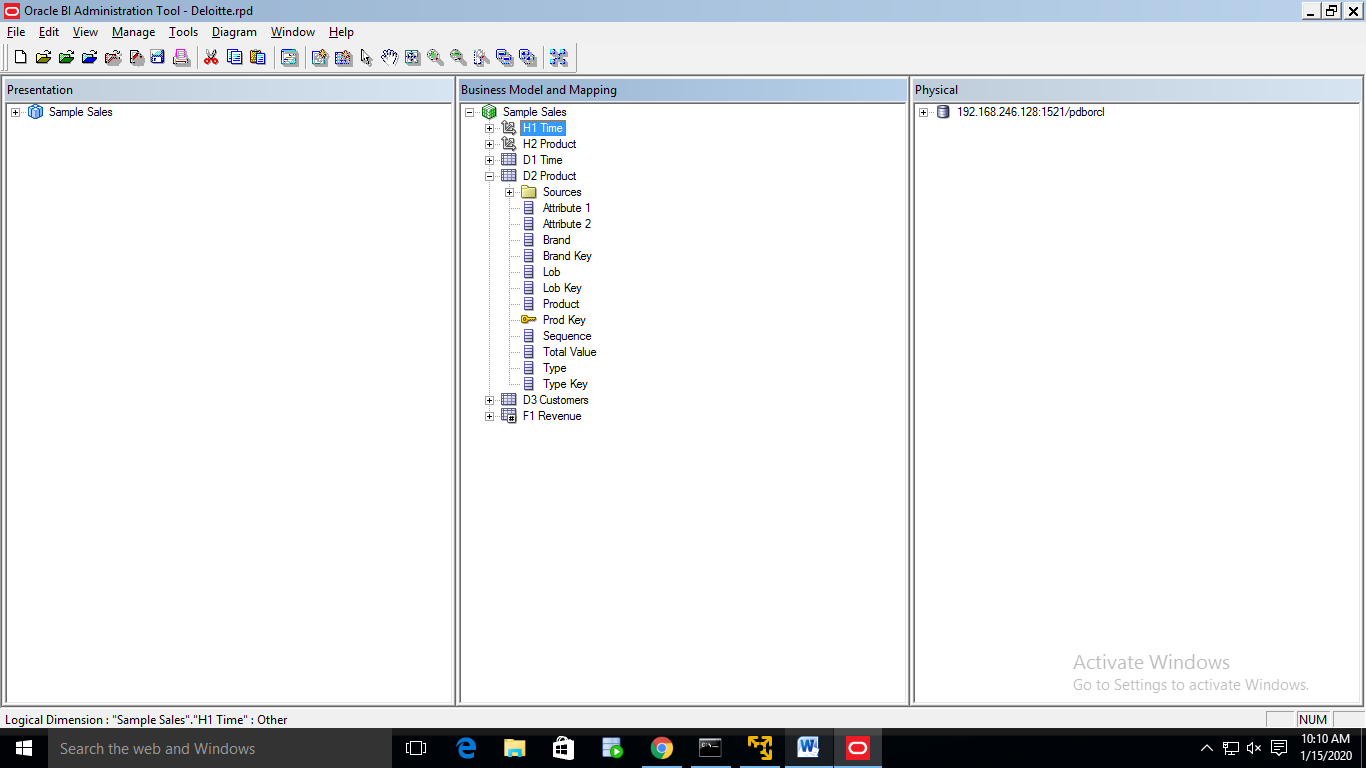 Oracle BI Administration Tool - Deloitte.rpd
File Edit View Manage Tools Diagram Window Help
Presentation
Sample Sales
Business Model and Mapping
Sample Sales
H1 Time
H2 Product
D1 Time
D2 Product
Sources
Attribute 1
Attribute 2
Brand
Brand Key
Lob
Lob Key
Product
Prod Key
Sequence
Total Value
Type
Type Key
D3 Customers
F1 Revenue
Physical
192.168.246.128:1521/pdborcl
Activate Windows
Go to Settings to activate Windows.
Logical Dimension : "Sample Sales"."H1 Time" : Other
NUM
Search the web and Windows
10:10 AM
1/15/2020